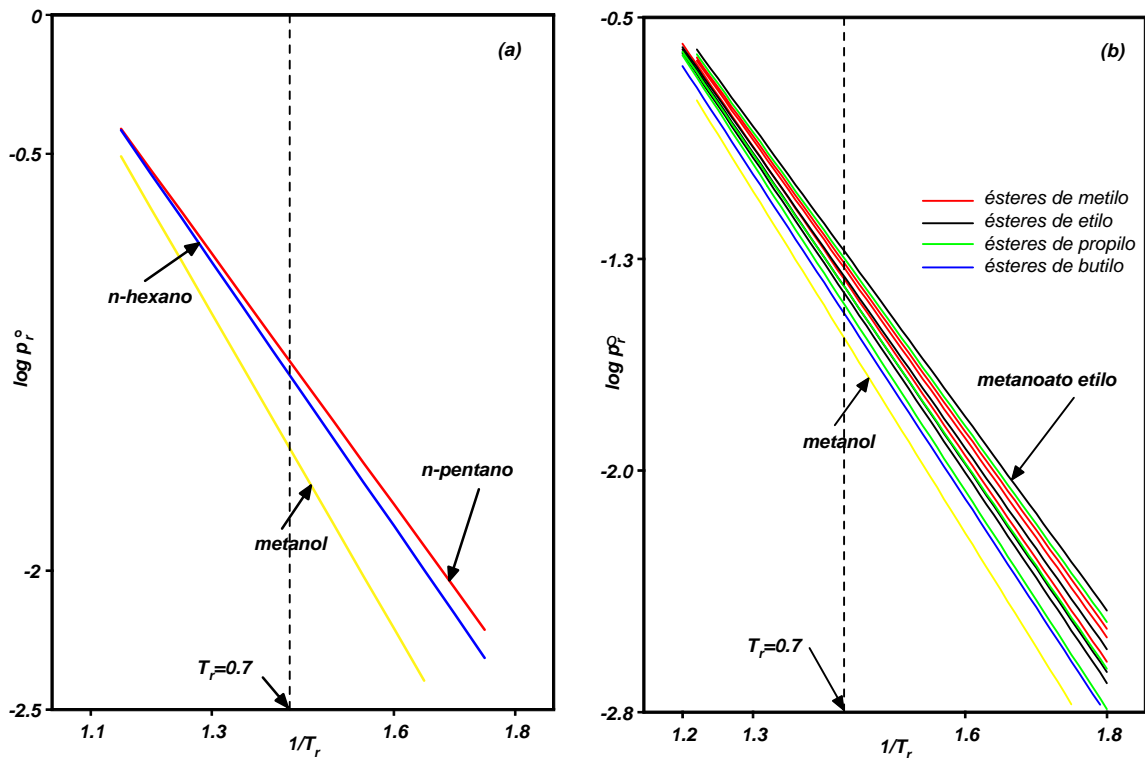 (a)
0
-0.5
-2
-2.5
log p_r°
n-hexano
n-pentano
metanol
T_r=0.7
1.1
1.3
1.6
1.8
1/T_r
(b)
-0.5
-1.3
-2.0
-2.8
log p_r°
ésteres de metilo
ésteres de etilo
ésteres de propilo
ésteres de butilo
metanoato etilo
metanol
T_r=0.7
1.2
1.3
1.6
1.8
1/T_r